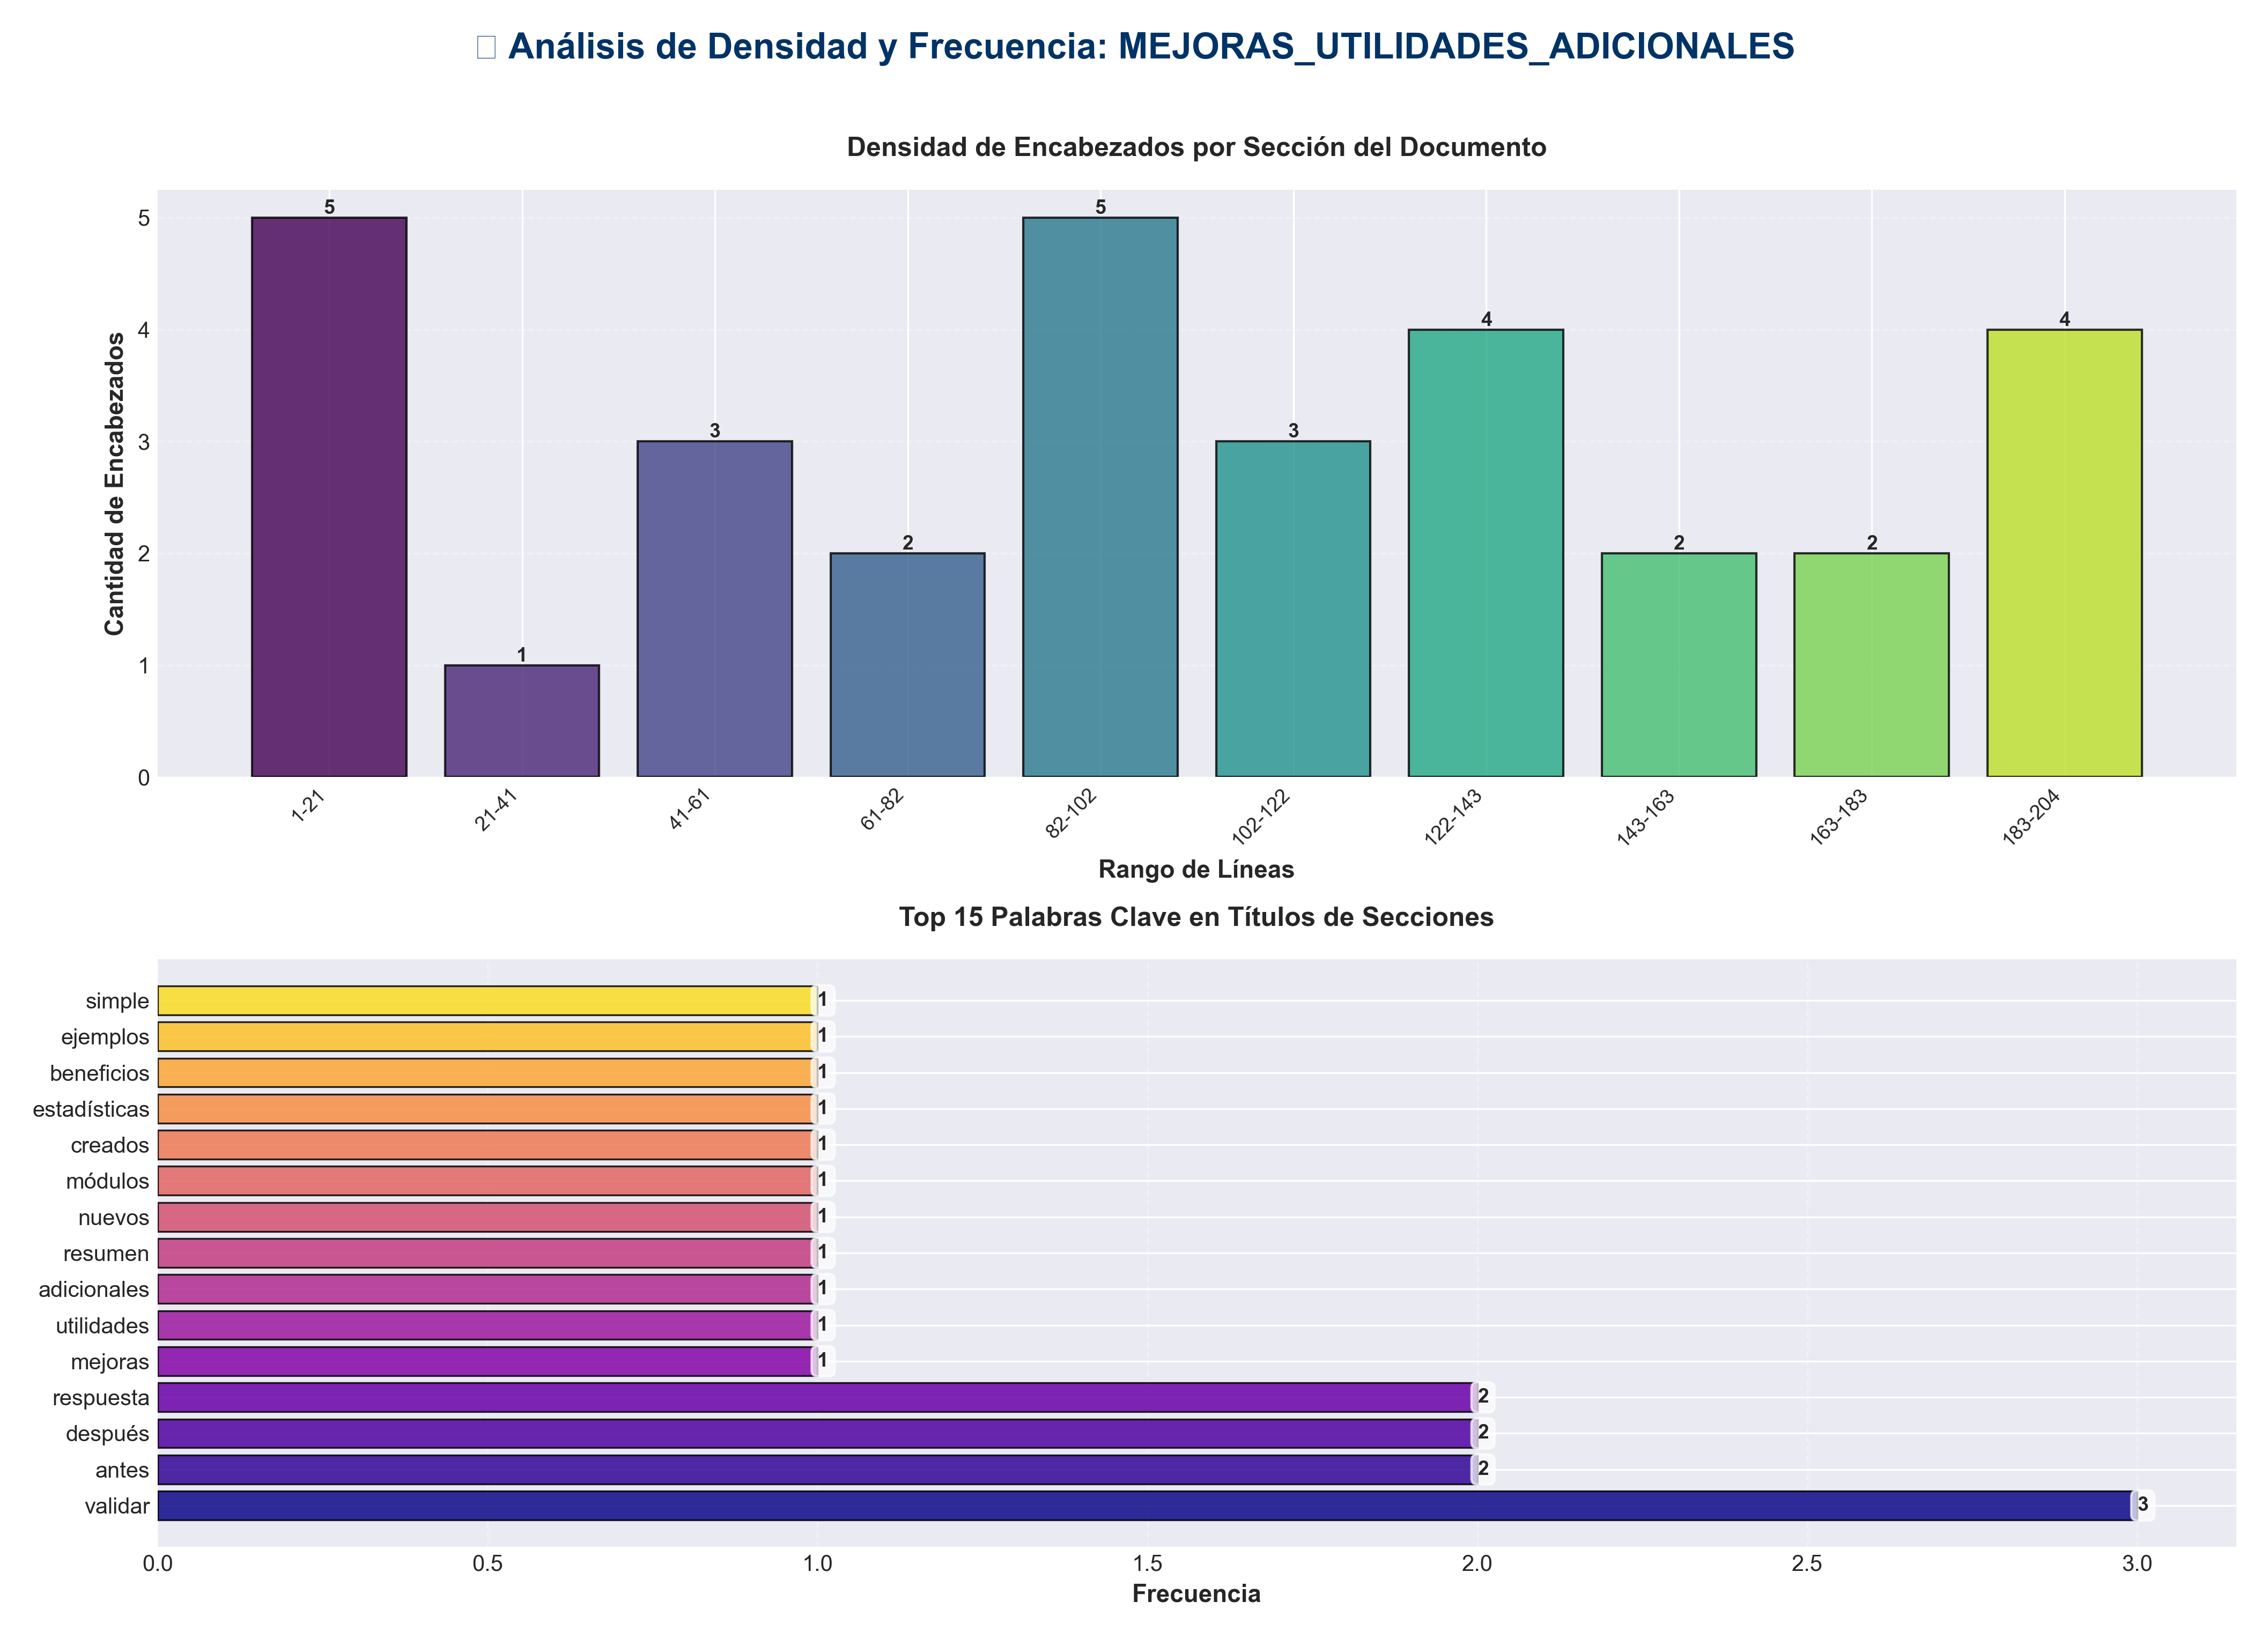 Análisis de Densidad y Frecuencia: MEJORAS_UTILIDADES_ADICIONALES
Densidad de Encabezados por Sección del Documento
Cantidad de Encabezados
5
4
3
2
1
0
5
1
3
2
5
3
4
2
2
4
1-21
21-41
41-61
61-82
82-102
102-122
122-143
143-163
163-183
183-204
Rango de Líneas
Top 15 Palabras Clave en Títulos de Secciones
simple 1
ejemplos 1
beneficios 1
estadísticas 1
creados 1
módulos 1
nuevos 1
resumen 1
adicionales 1
utilidades 1
mejoras 1
respuesta 2
después 2
antes 2
validar 3
0.0 0.5 1.0 1.5 2.0 2.5 3.0
Frecuencia